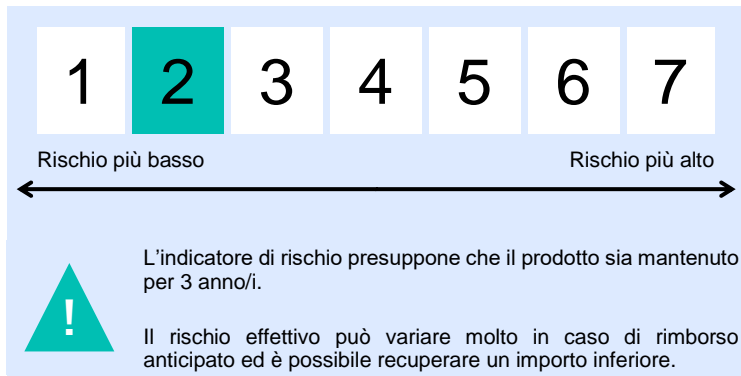 1 2 3 4 5 6 7
Rischio più basso Rischio più alto
L'indicatore di rischio presuppone che il prodotto sia mantenuto
per 3 anno/i.
!
Il rischio effettivo può variare molto in caso di rimborso
anticipato ed è possibile recuperare un importo inferiore.